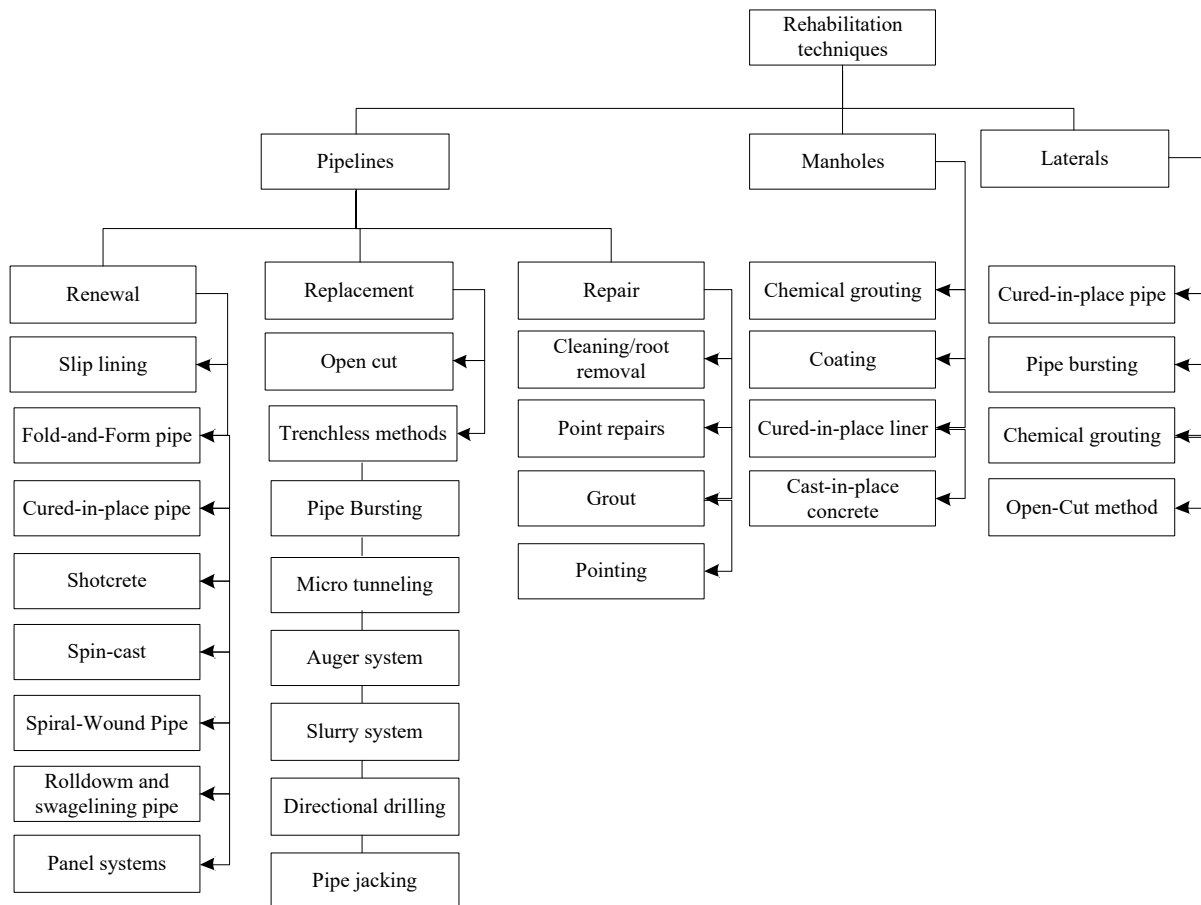 Rehabilitation
techniques
Pipelines
Manholes
Laterals
Renewal
Slip lining
Fold-and-Form pipe
Cured-in-place pipe
Shotcrete
Spin-cast
Spiral-Wound Pipe
Rolldowm and
swagelining pipe
Panel systems
Replacement
Open cut
Trenchless methods
Pipe Bursting
Micro tunneling
Auger system
Slurry system
Directional drilling
Pipe jacking
Repair
Cleaning/root
removal
Point repairs
Grout
Pointing
Chemical grouting
Coating
Cured-in-place liner
Cast-in-place
concrete
Cured-in-place pipe
Pipe bursting
Chemical grouting
Open-Cut method